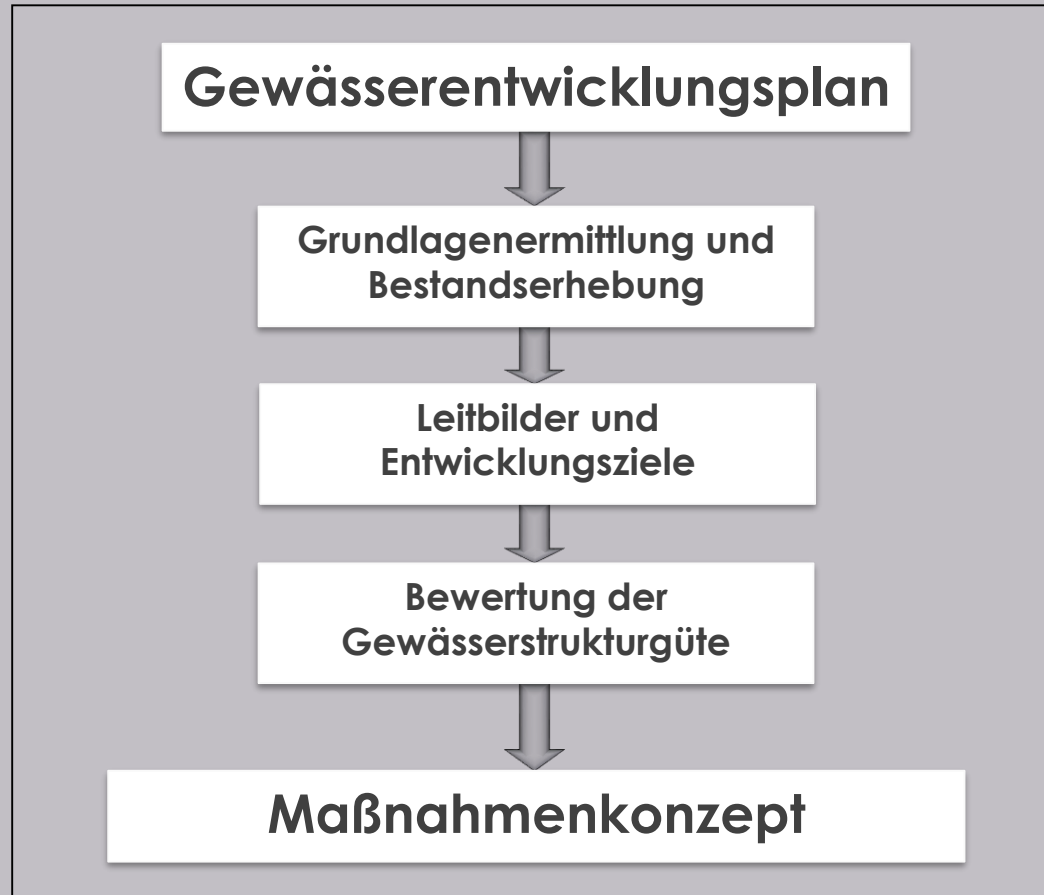 Gewässerentwicklungsplan
Grundlagenermittlung und
Bestandserhebung
Leitbilder und
Entwicklungsziele
Bewertung der
Gewässerstrukturgüte
Maßnahmenkonzept